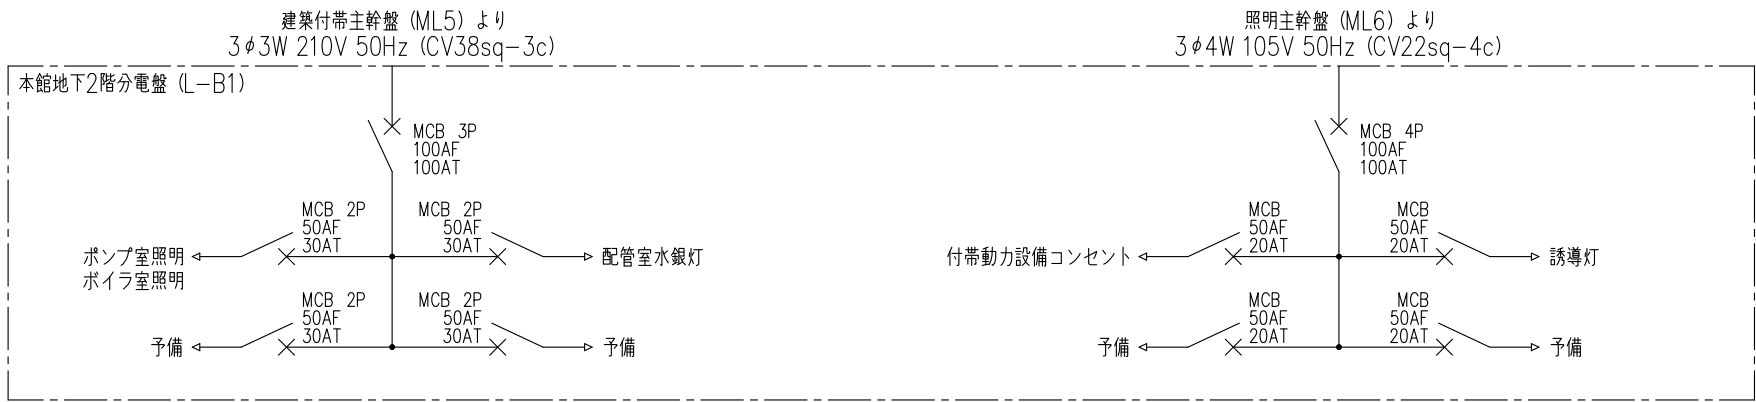 建築付帯主幹盤 (ML5) より
3φ3W 210V 50Hz (CV38sq-3c)
照明主幹盤 (ML6) より
3φ4W 105V 50Hz (CV22sq-4c)
本館地下2階分電盤 (L-B1)
MCB 3P
100AF
100AT
MCB 2P
50AF
30AT
MCB 2P
50AF
30AT
ポンプ室照明
ボイラ室照明
配管室水銀灯
MCB 2P
50AF
30AT
MCB 2P
50AF
30AT
予備
予備
MCB 4P
100AF
100AT
MCB
50AF
20AT
MCB
50AF
20AT
付帯動力設備コンセント
誘導灯
MCB
50AF
20AT
MCB
50AF
20AT
予備
予備